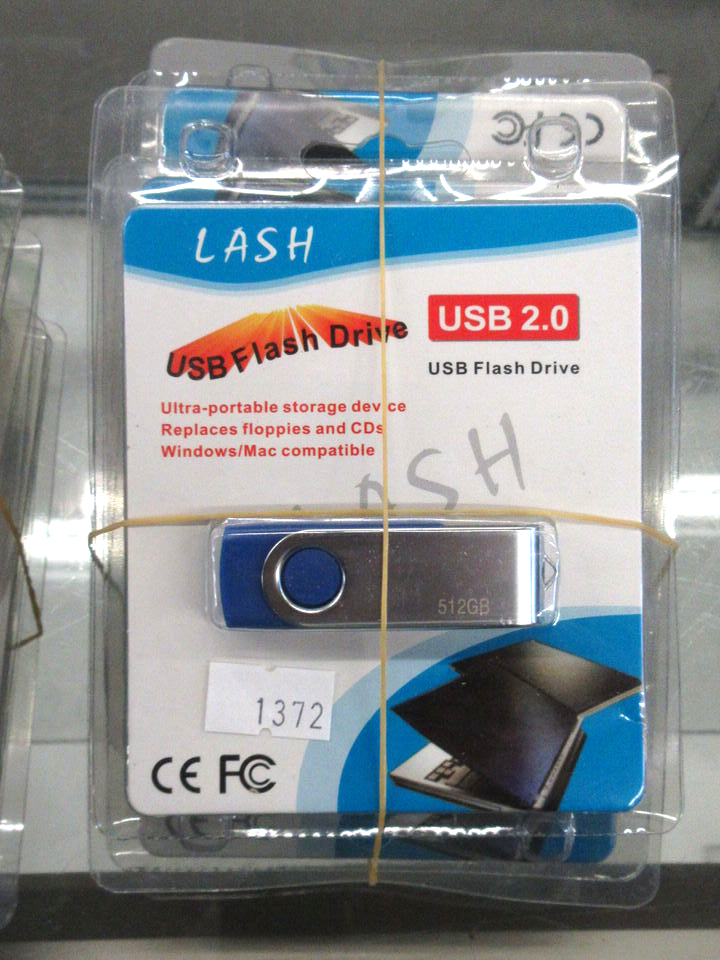 LASH
USB Flash Drive
USB 2.0
USB Flash Drive
Ultra-portable storage device
Replaces floppies and CDs
Windows/Mac compatible
LASH
512GB
1372
CE FC